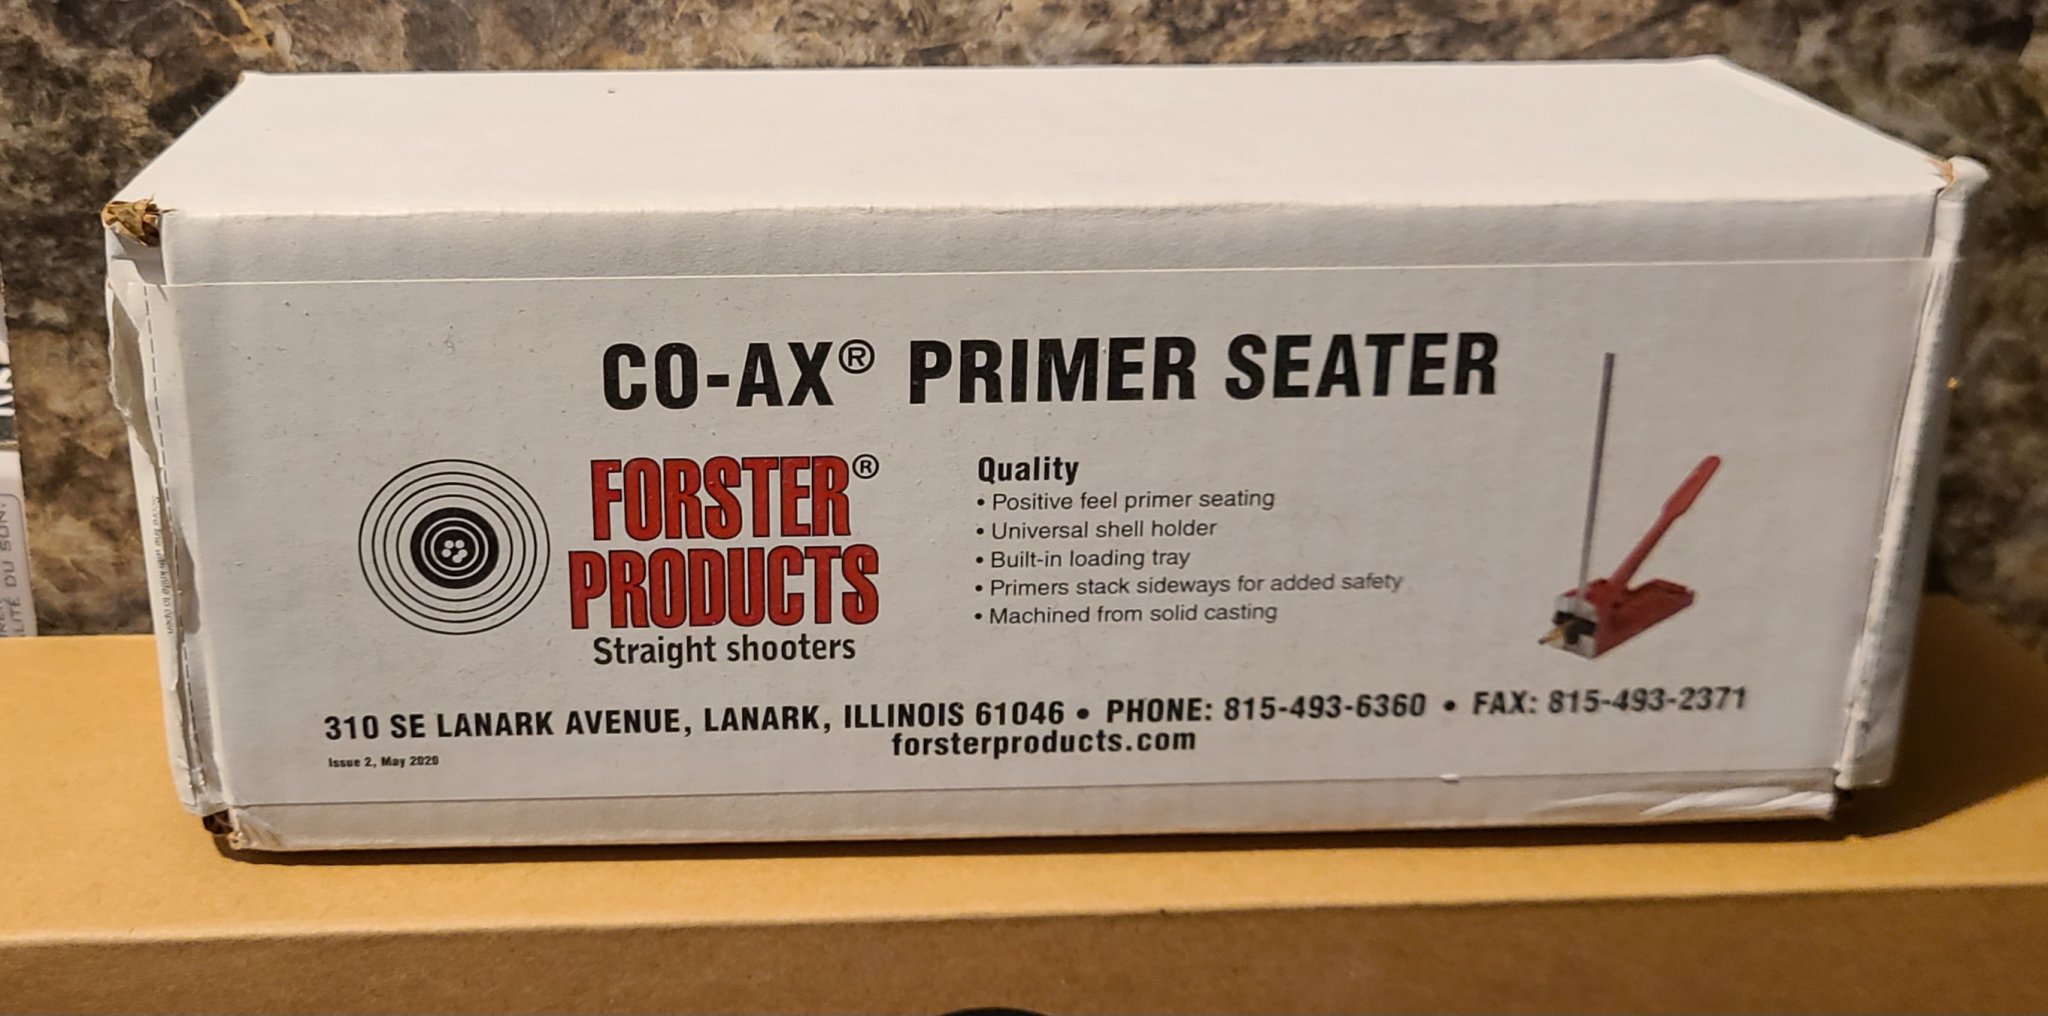 CO-AX® PRIMER SEATER
FORSTER®
PRODUCTS
Straight shooters
Quality
• Positive feel primer seating
• Universal shell holder
• Built-in loading tray
• Primers stack sideways for added safety
• Machined from solid casting
310 SE LANARK AVENUE, LANARK, ILLINOIS 61046 • PHONE: 815-493-6360 • FAX: 815-493-2371
forsterproducts.com
Issue 2, May 2020
DU SON